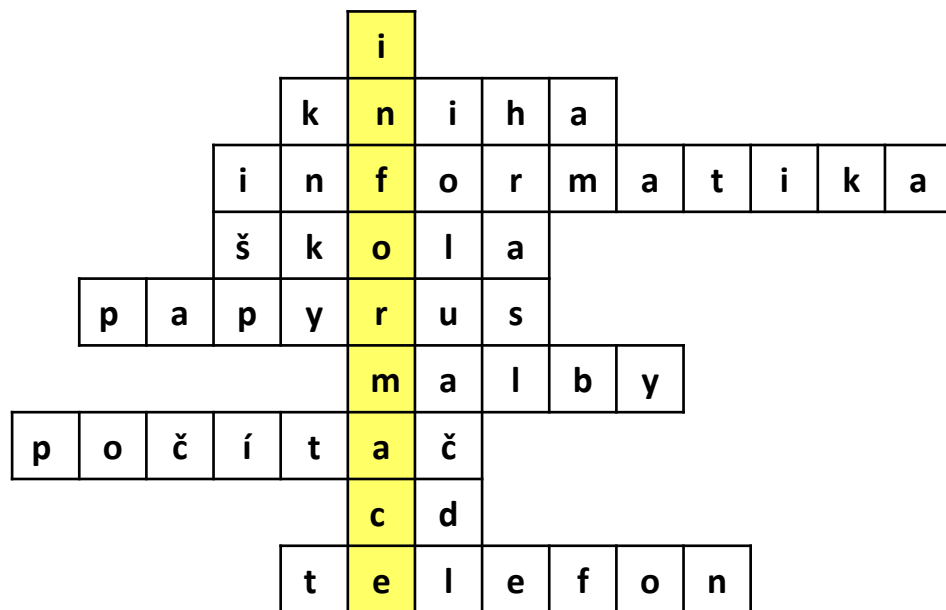 i
kniha
informatika
škola
papyrus
malby
počítač
cd
telefon